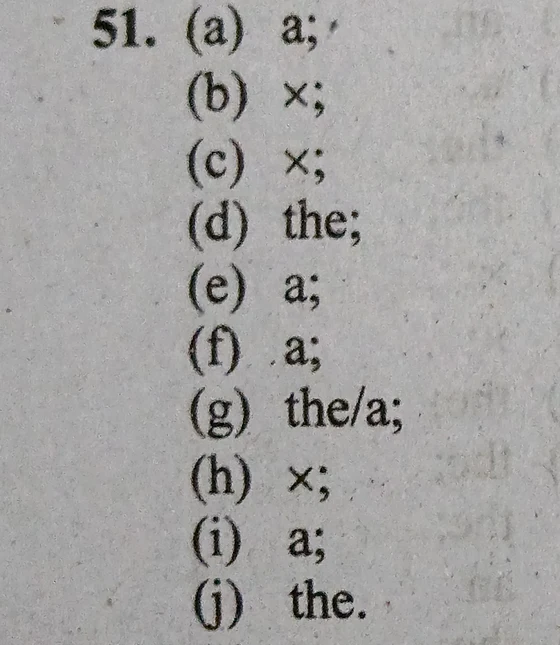 51. (a) a;
(b) ×;
(c) ×;
(d) the;
(e) a;
(f) a;
(g) the/a;
(h) ×;
(i) a;
(j) the.